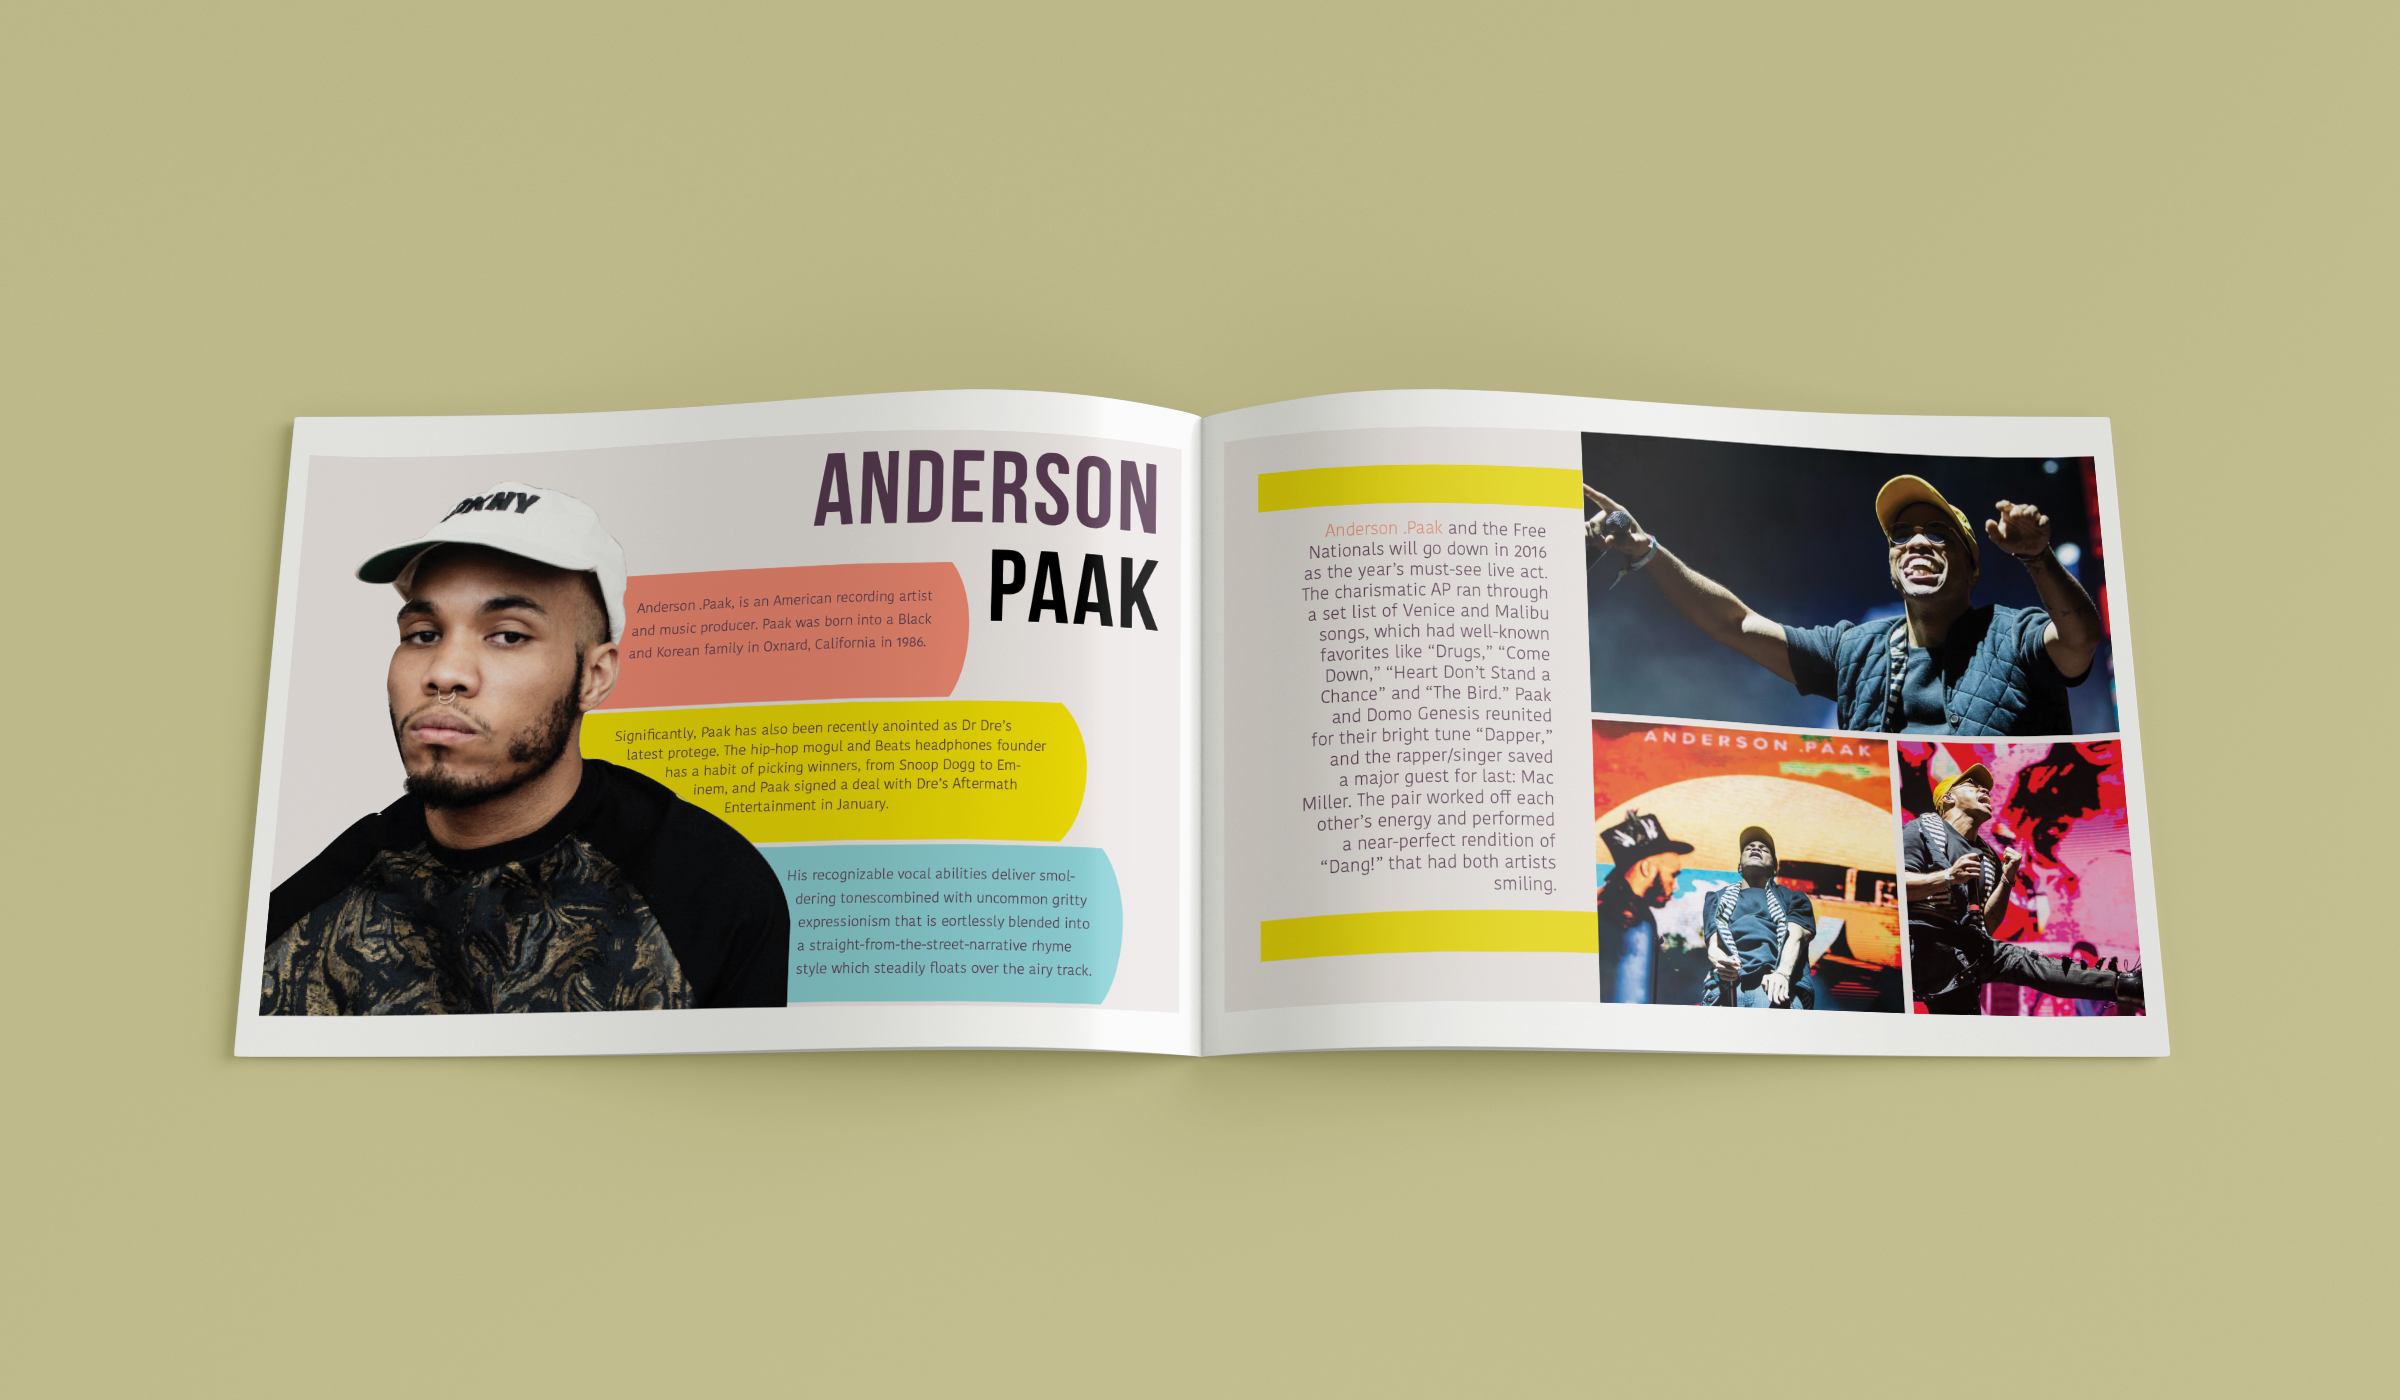 ANDERSON
PAAK
DKNY
Anderson .Paak, is an American recording artist
and music producer. Paak was born into a Black
and Korean family in Oxnard, California in 1986.
Significantly, Paak has also been recently anointed as Dr Dre's
latest protege. The hip-hop mogul and Beats headphones founder
has a habit of picking winners, from Snoop Dogg to Em-
inem, and Paak signed a deal with Dre's Aftermath
Entertainment in January.
His recognizable vocal abilities deliver smol-
dering tonescombined with uncommon gritty
expressionism that is eortlessly blended into
a straight-from-the-street-narrative rhyme
style which steadily floats over the airy track.
Anderson .Paak and the Free
Nationals will go down in 2016
as the year's must-see live act.
The charismatic AP ran through
a set list of Venice and Malibu
songs, which had well-known
favorites like “Drugs,” “Come
Down,” “Heart Don't Stand a
Chance” and “The Bird.” Paak
and Domo Genesis reunited
for their bright tune “Dapper,”
and the rapper/singer saved
a major guest for last: Mac
Miller. The pair worked off each
other's energy and performed
a near-perfect rendition of
“Dang!” that had both artists
smiling.
ANDERSON .PAAK